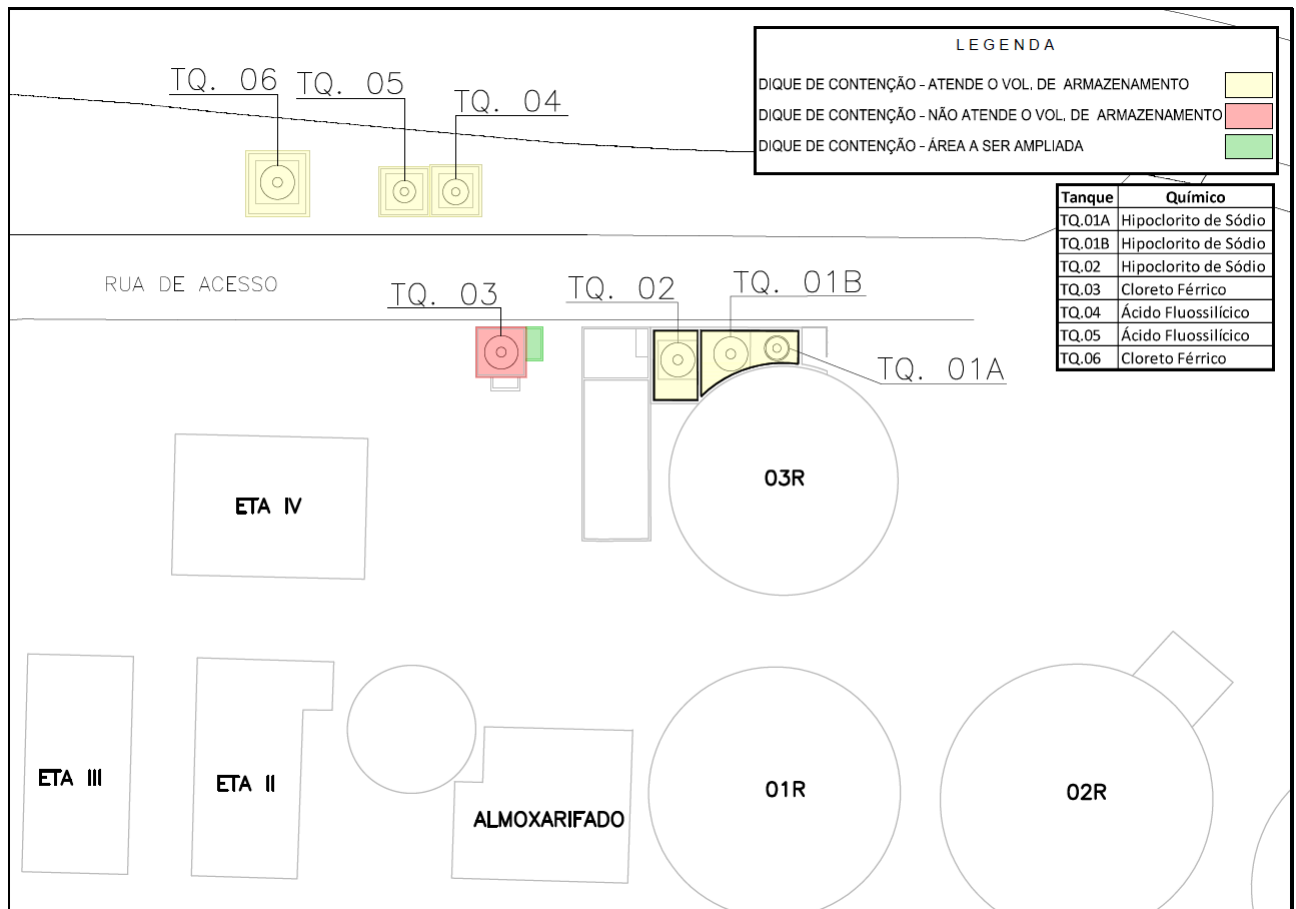 LEGENDA
DIQUE DE CONTENÇÃO - ATENDE O VOL. DE ARMAZENAMENTO
DIQUE DE CONTENÇÃO - NÃO ATENDE O VOL. DE ARMAZENAMENTO
DIQUE DE CONTENÇÃO - ÁREA A SER AMPLIADA
TQ. 06
TQ. 05
TQ. 04
Tanque Químico
TQ.01A Hipoclorito de Sódio
TQ.01B Hipoclorito de Sódio
TQ.02 Hipoclorito de Sódio
TQ.03 Cloreto Férrico
TQ.04 Ácido Fluossilícico
TQ.05 Ácido Fluossilícico
TQ.06 Cloreto Férrico
RUA DE ACESSO
TQ. 03
TQ. 02
TQ. 01B
TQ. 01A
ETA IV
03R
ETA III
ETA II
ALMOXARIFADO
01R
02R